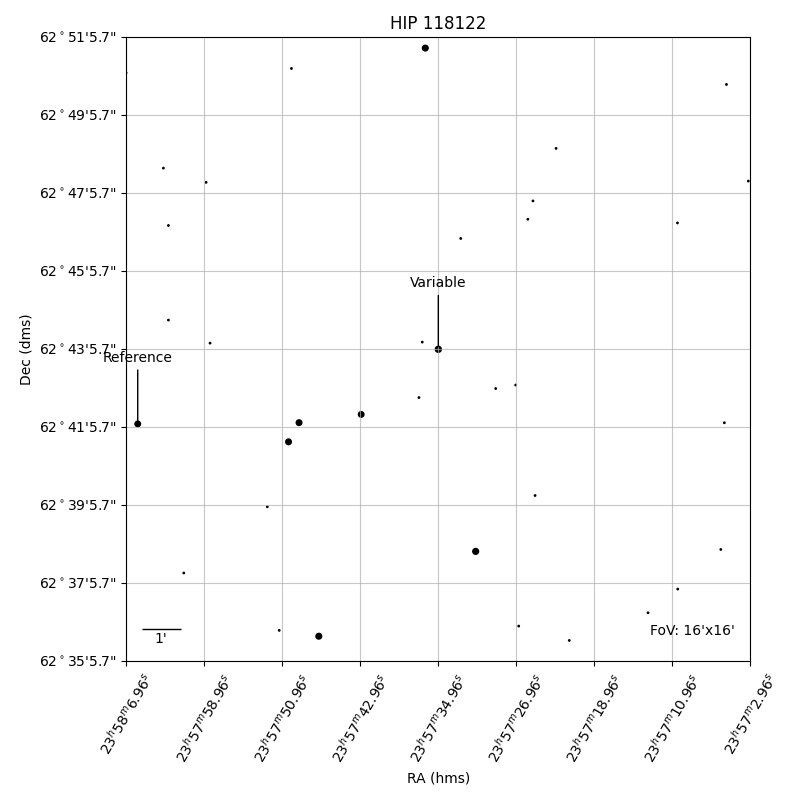 HIP 118122
62°51'5.7"
62°49'5.7"
62°47'5.7"
62°45'5.7"
Variable
62°43'5.7"
Reference
62°41'5.7"
62°39'5.7"
62°37'5.7"
62°35'5.7"
Dec (dms)
1'
FoV: 16'x16'
23h58m6.96s
23h57m58.96s
23h57m50.96s
23h57m42.96s
23h57m34.96s
23h57m26.96s
23h57m18.96s
23h57m10.96s
23h57m2.96s
RA (hms)